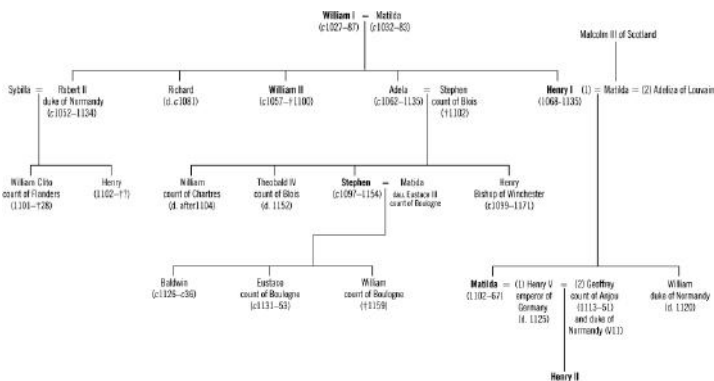 William I = Matilda
(c1027–87) (c1032–83)
Malcolm III of Scotland
Sybilla = Robert II
duke of Normandy
(c1052–1134)
Richard
(d. c1081)
William III
(c1057–†1100)
Adela = Stephen
(c1062–1135) count of Blois
(†1102)
Henry I (1) = Matilda = (2) Adeliza of Louvain
(1068–1135)
William Clito
count of Flanders
(1101–†28)
Henry
(1102–†?)
William
count of Chartres
(d. after1104)
Theobald IV
count of Blois
(d. 1152)
Stephen = Matilda
(c1097–1154) dau. Eustace III
count of Boulogne
Henry
Bishop of Winchester
(c1099–1171)
Baldwin
(c1126–c36)
Eustace
count of Boulogne
(c1131–53)
William
count of Boulogne
(†1159)
Matilda = (1) Henry V = (2) Geoffrey
(1102–67) emperor of count of Anjou
Germany (1113–51)
(d. 1125) and duke of
Normandy
William
duke of Normandy
(d. 1120)
Henry II